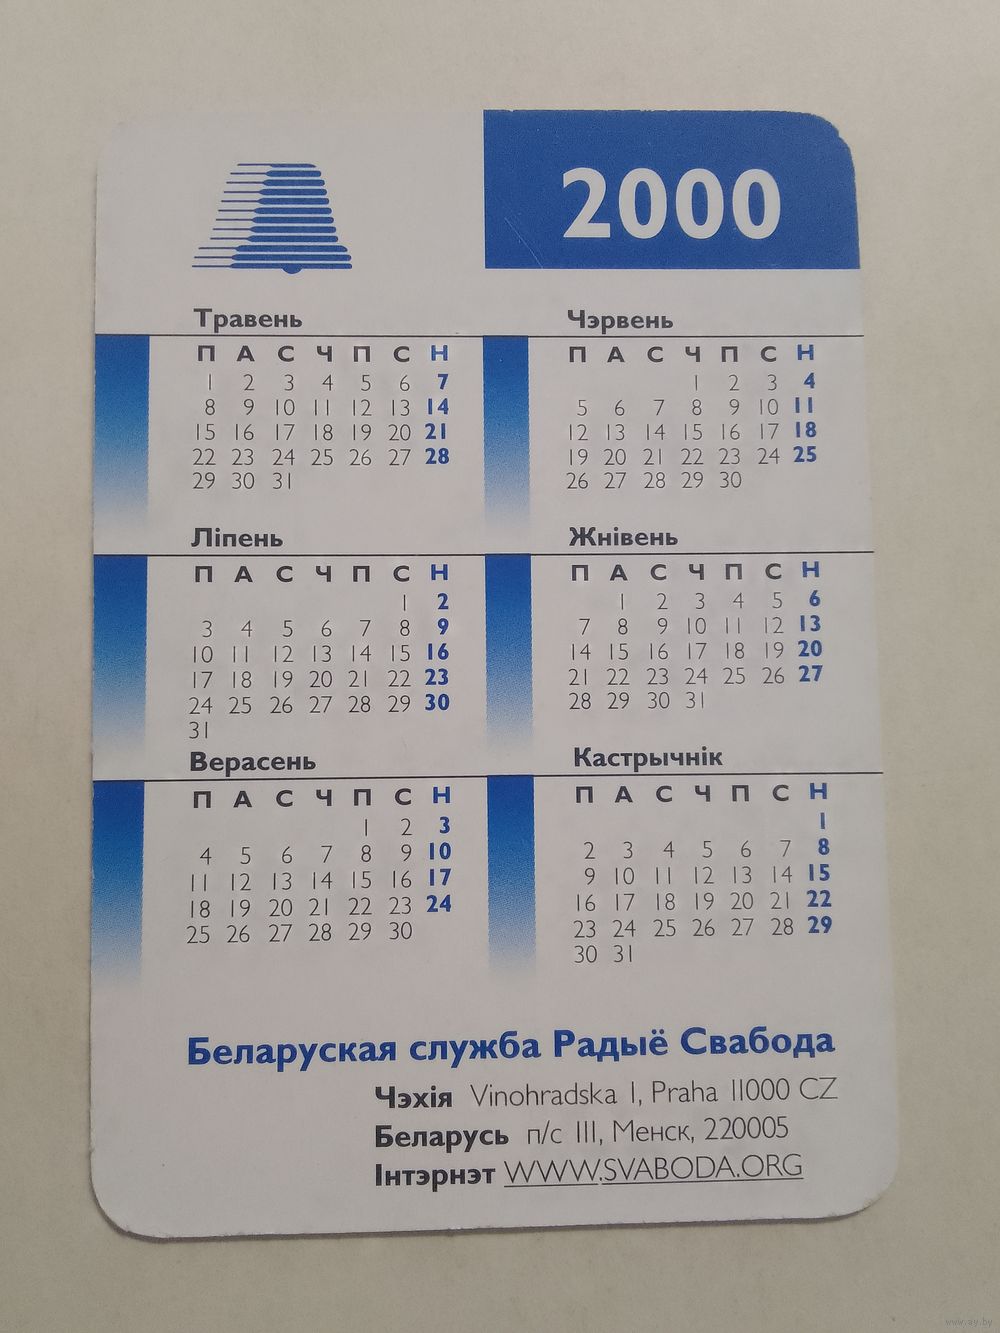 2000
Травень
П А С Ч П С Н
1 2 3 4 5 6 7
8 9 10 11 12 13 14
15 16 17 18 19 20 21
22 23 24 25 26 27 28
29 30 31
Чэрвень
П А С Ч П С Н
1 2 3 4
5 6 7 8 9 10 11
12 13 14 15 16 17 18
19 20 21 22 23 24 25
26 27 28 29 30
Ліпень
П А С Ч П С Н
1 2
3 4 5 6 7 8 9
10 11 12 13 14 15 16
17 18 19 20 21 22 23
24 25 26 27 28 29 30
31
Жнівень
П А С Ч П С Н
1 2 3 4 5 6
7 8 9 10 11 12 13
14 15 16 17 18 19 20
21 22 23 24 25 26 27
28 29 30 31
Верасень
П А С Ч П С Н
1 2 3
4 5 6 7 8 9 10
11 12 13 14 15 16 17
18 19 20 21 22 23 24
25 26 27 28 29 30
Кастрычнік
П А С Ч П С Н
1
2 3 4 5 6 7 8
9 10 11 12 13 14 15
16 17 18 19 20 21 22
23 24 25 26 27 28 29
30 31
Беларуская служба Радыё Свабода
Чэхія Vinohradska 1, Praha 11000 CZ
Беларусь п/с 111, Менск, 220005
Інтэрнэт WWW.SVABODA.ORG
www.ay.by